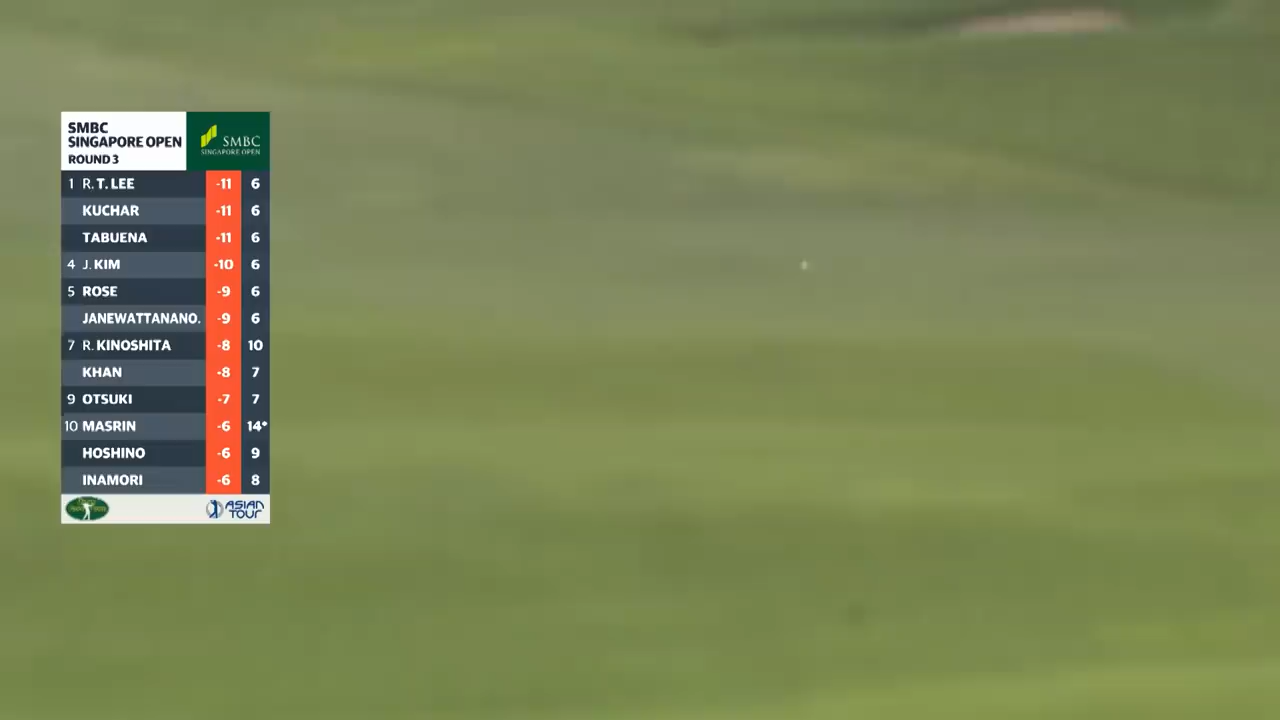 SMBC
SINGAPORE OPEN
ROUND 3
SMBC
SINGAPORE OPEN
1 R. T. LEE -11 6
KUCHAR -11 6
TABUENA -11 6
4 J. KIM -10 6
5 ROSE -9 6
JANEWATTANANO. -9 6
7 R. KINOSHITA -8 10
KHAN -8 7
9 OTSUKI -7 7
10 MASRIN -6 14*
HOSHINO -6 9
INAMORI -6 8
ASIAN
TOUR